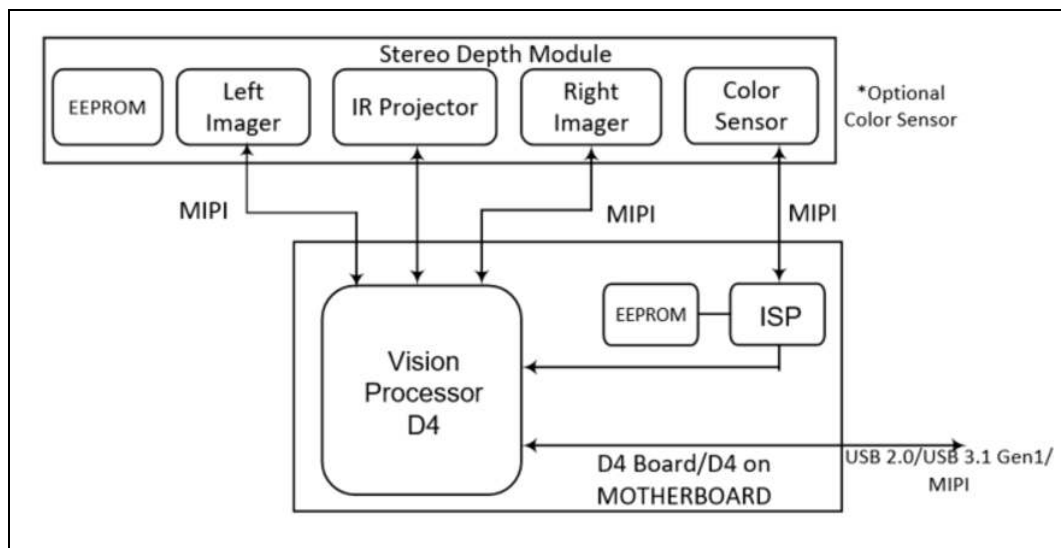 Stereo Depth Module
EEPROM
Left
Imager
IR Projector
Right
Imager
Color
Sensor
*Optional
Color Sensor
MIPI
MIPI
MIPI
Vision
Processor
D4
EEPROM
ISP
D4 Board/D4 on
MOTHERBOARD
USB 2.0/USB 3.1 Gen1/
MIPI